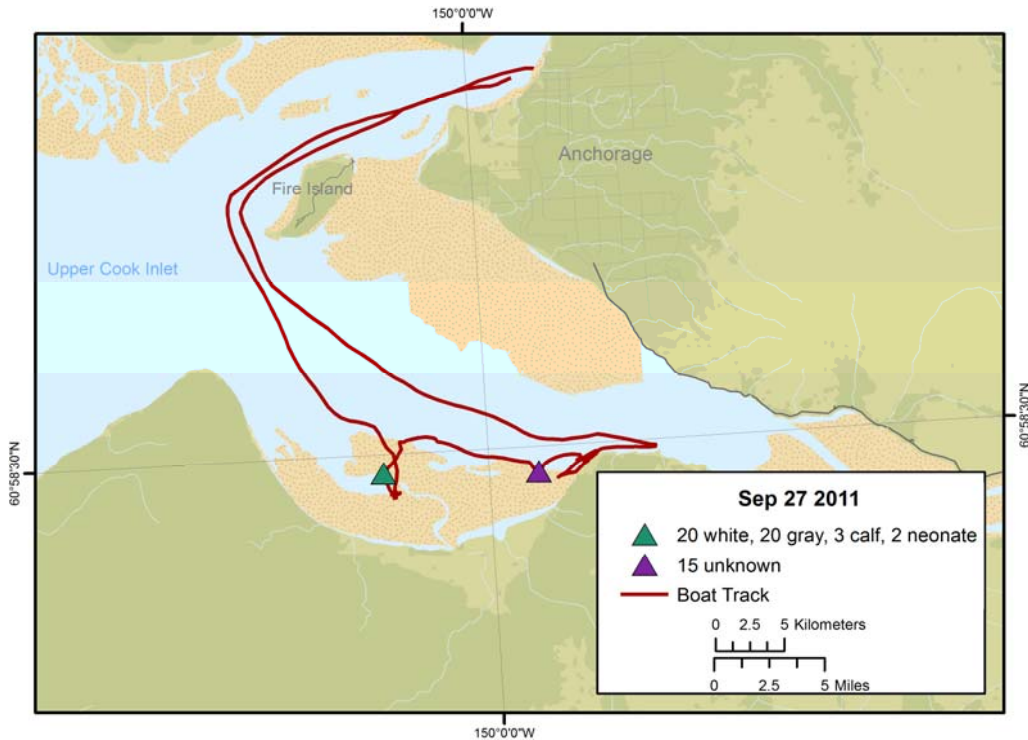 150°0'0"W
Anchorage
Fire Island
Upper Cook Inlet
60°58'30"N
60°58'30"N
Sep 27 2011
20 white, 20 gray, 3 calf, 2 neonate
15 unknown
Boat Track
0 2.5 5 Kilometers
0 2.5 5 Miles
150°0'0"W